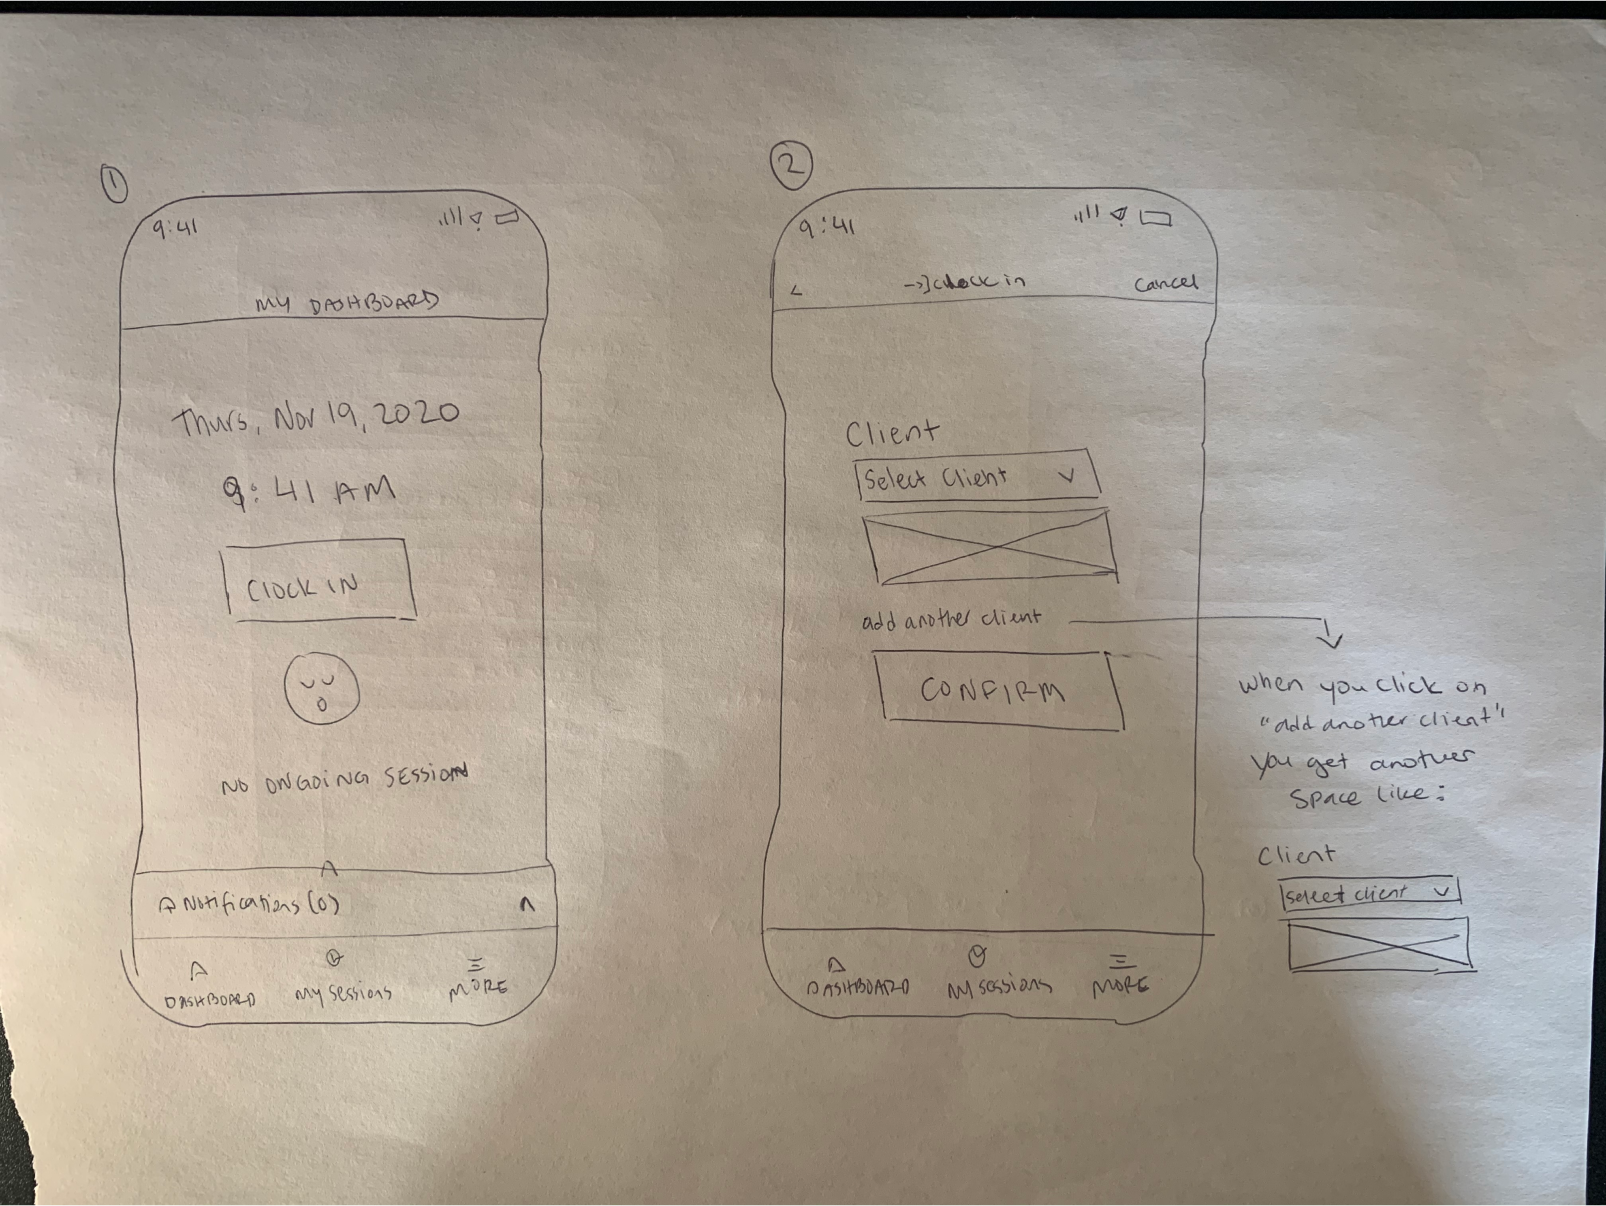 1
9:41
MY DASHBOARD
Thurs, Nov 19, 2020
9:41 AM
CLOCK IN
NO ONGOING SESSION
Notifications (0)
DASHBOARD
My sessions
MORE
2
9:41
< →] clock in Cancel
Client
Select Client
add another client
CONFIRM
DASHBOARD
My sessions
MORE
when you click on
"add another client"
you get another
space like:
Client
select client